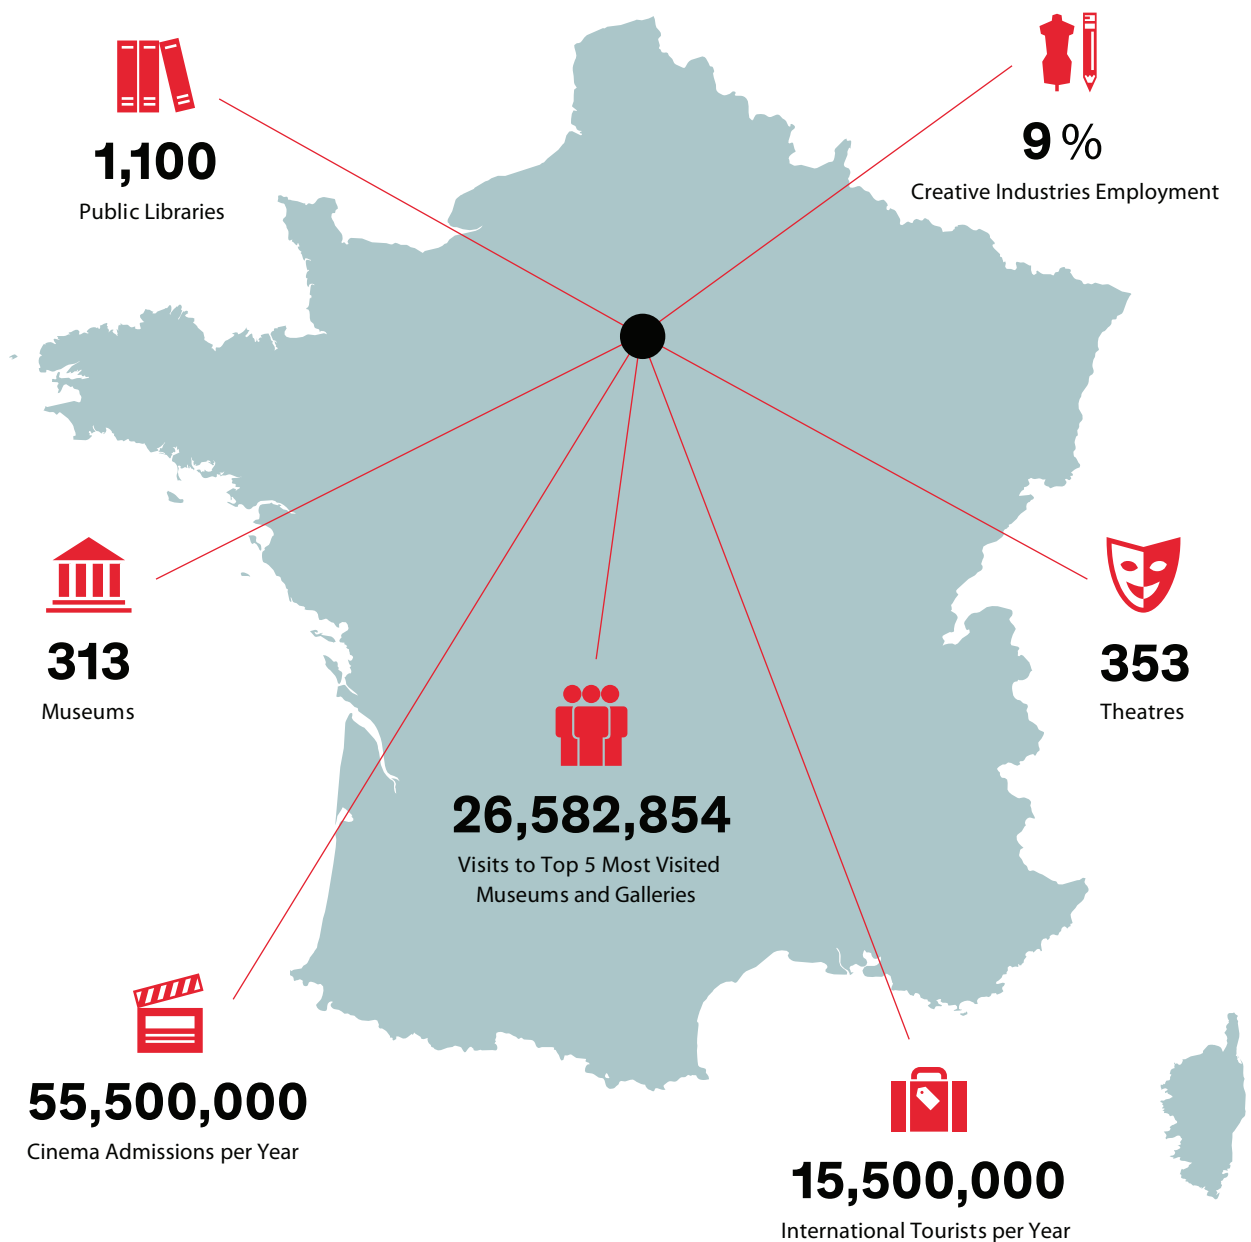 1,100
Public Libraries
9 %
Creative Industries Employment
313
Museums
353
Theatres
26,582,854
Visits to Top 5 Most Visited
Museums and Galleries
55,500,000
Cinema Admissions per Year
15,500,000
International Tourists per Year